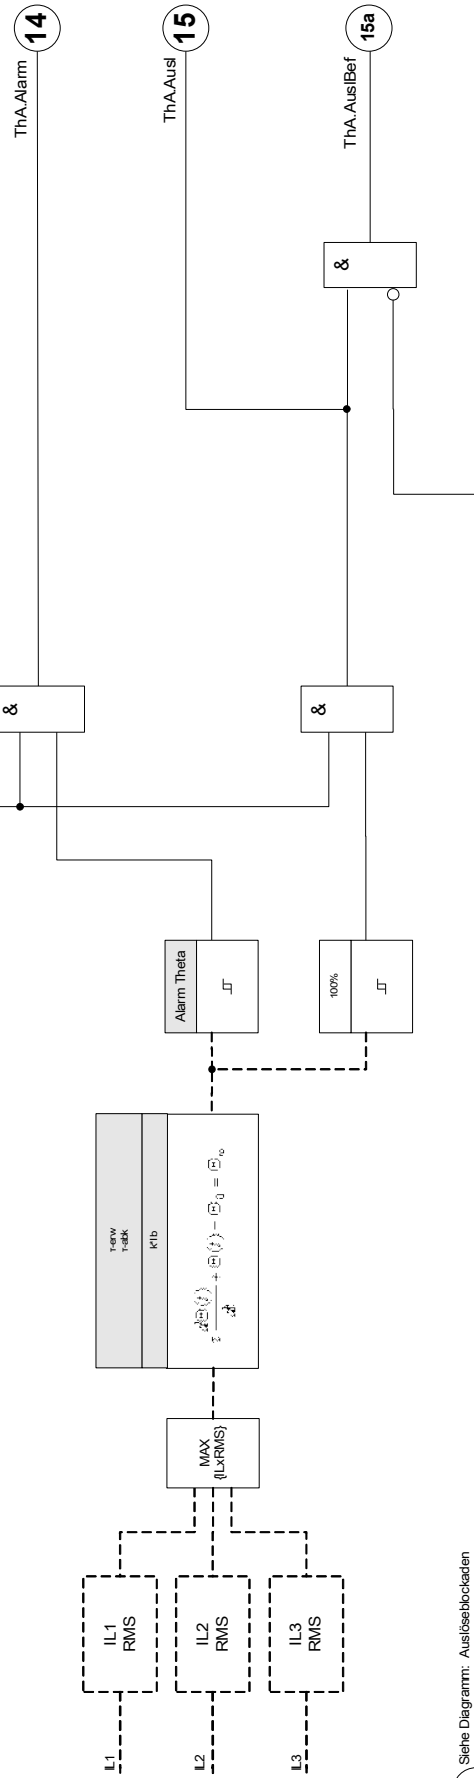 14
ThA.Alarm
15
ThA.Ausl
15a
ThA.AuslBef
&
&
&
Alarm Theta
100%
τ-erw
τ-abk
k*Ib
MAX
{ILxRMS}
IL1
RMS
IL2
RMS
IL3
RMS
IL1
IL2
IL3
Siehe Diagramm: Auslöseblockaden